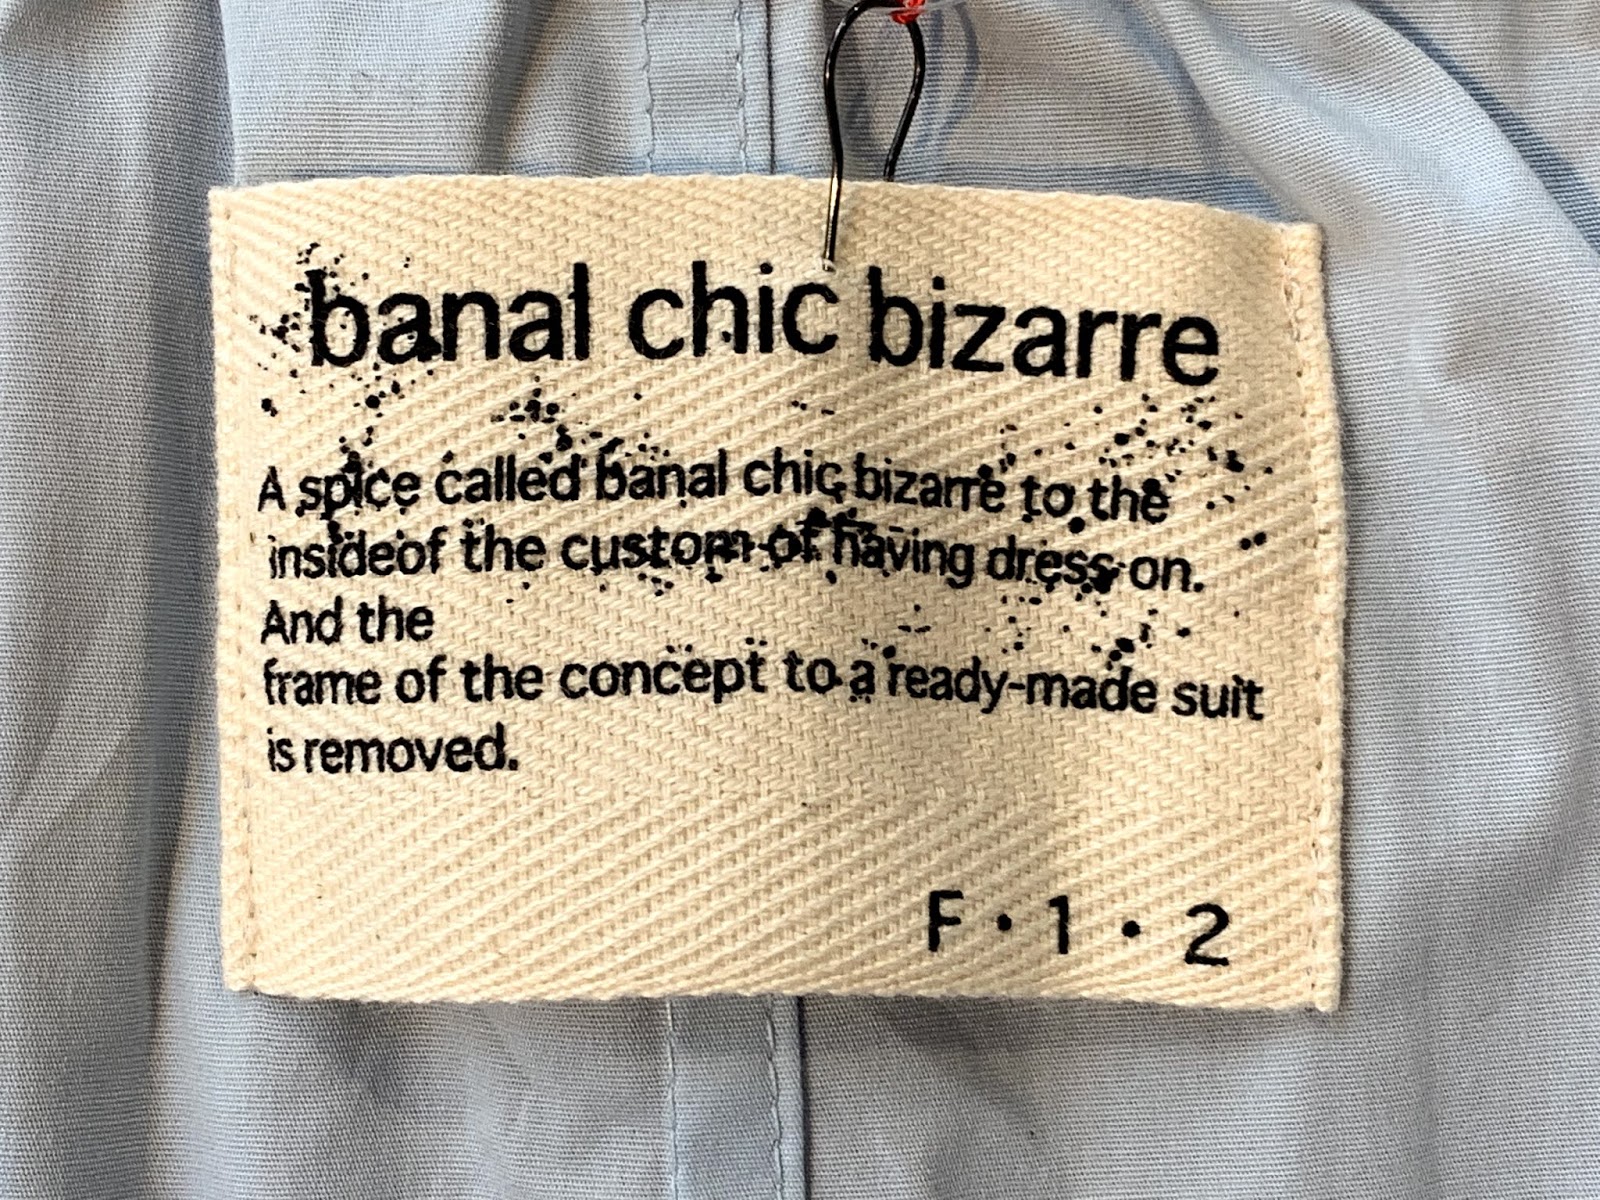 banal chic bizarre
A spice called banal chic bizarre to the
insideof the custom of having dress on.
And the
frame of the concept to a ready-made suit
is removed.
F・1・2